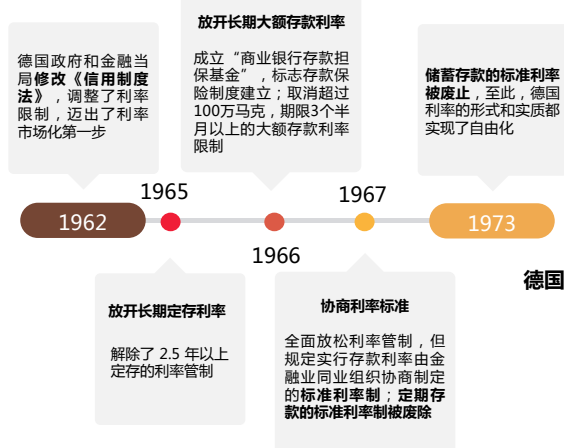 德国政府和金融当
局修改《信用制度
法》，调整了利率
限制，迈出了利率
市场化第一步
放开长期大额存款利率
成立“商业银行存款担
保基金”，标志存款保
险制度建立；取消超过
100万马克，期限3个半
月以上的大额存款利率
限制
储蓄存款的标准利率
被废止，至此，德国
利率的形式和实质都
实现了自由化
1962
1965
1966
1967
1973
德国
放开长期定存利率
解除了 2.5 年以上
定存的利率管制
协商利率标准
全面放松利率管制，但
规定实行存款利率由金
融业同业组织协商制定
的标准利率制；定期存
款的标准利率制被废除